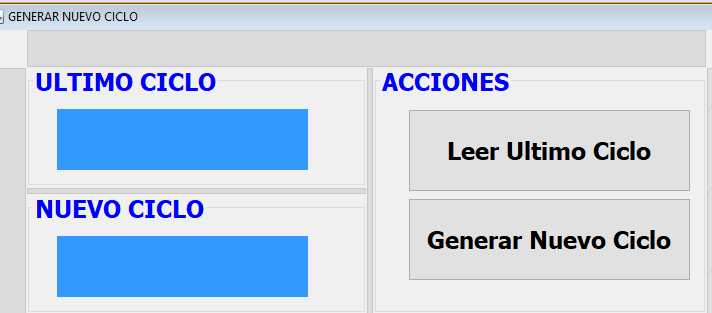 GENERAR NUEVO CICLO
ULTIMO CICLO
NUEVO CICLO
ACCIONES
Leer Ultimo Ciclo
Generar Nuevo Ciclo